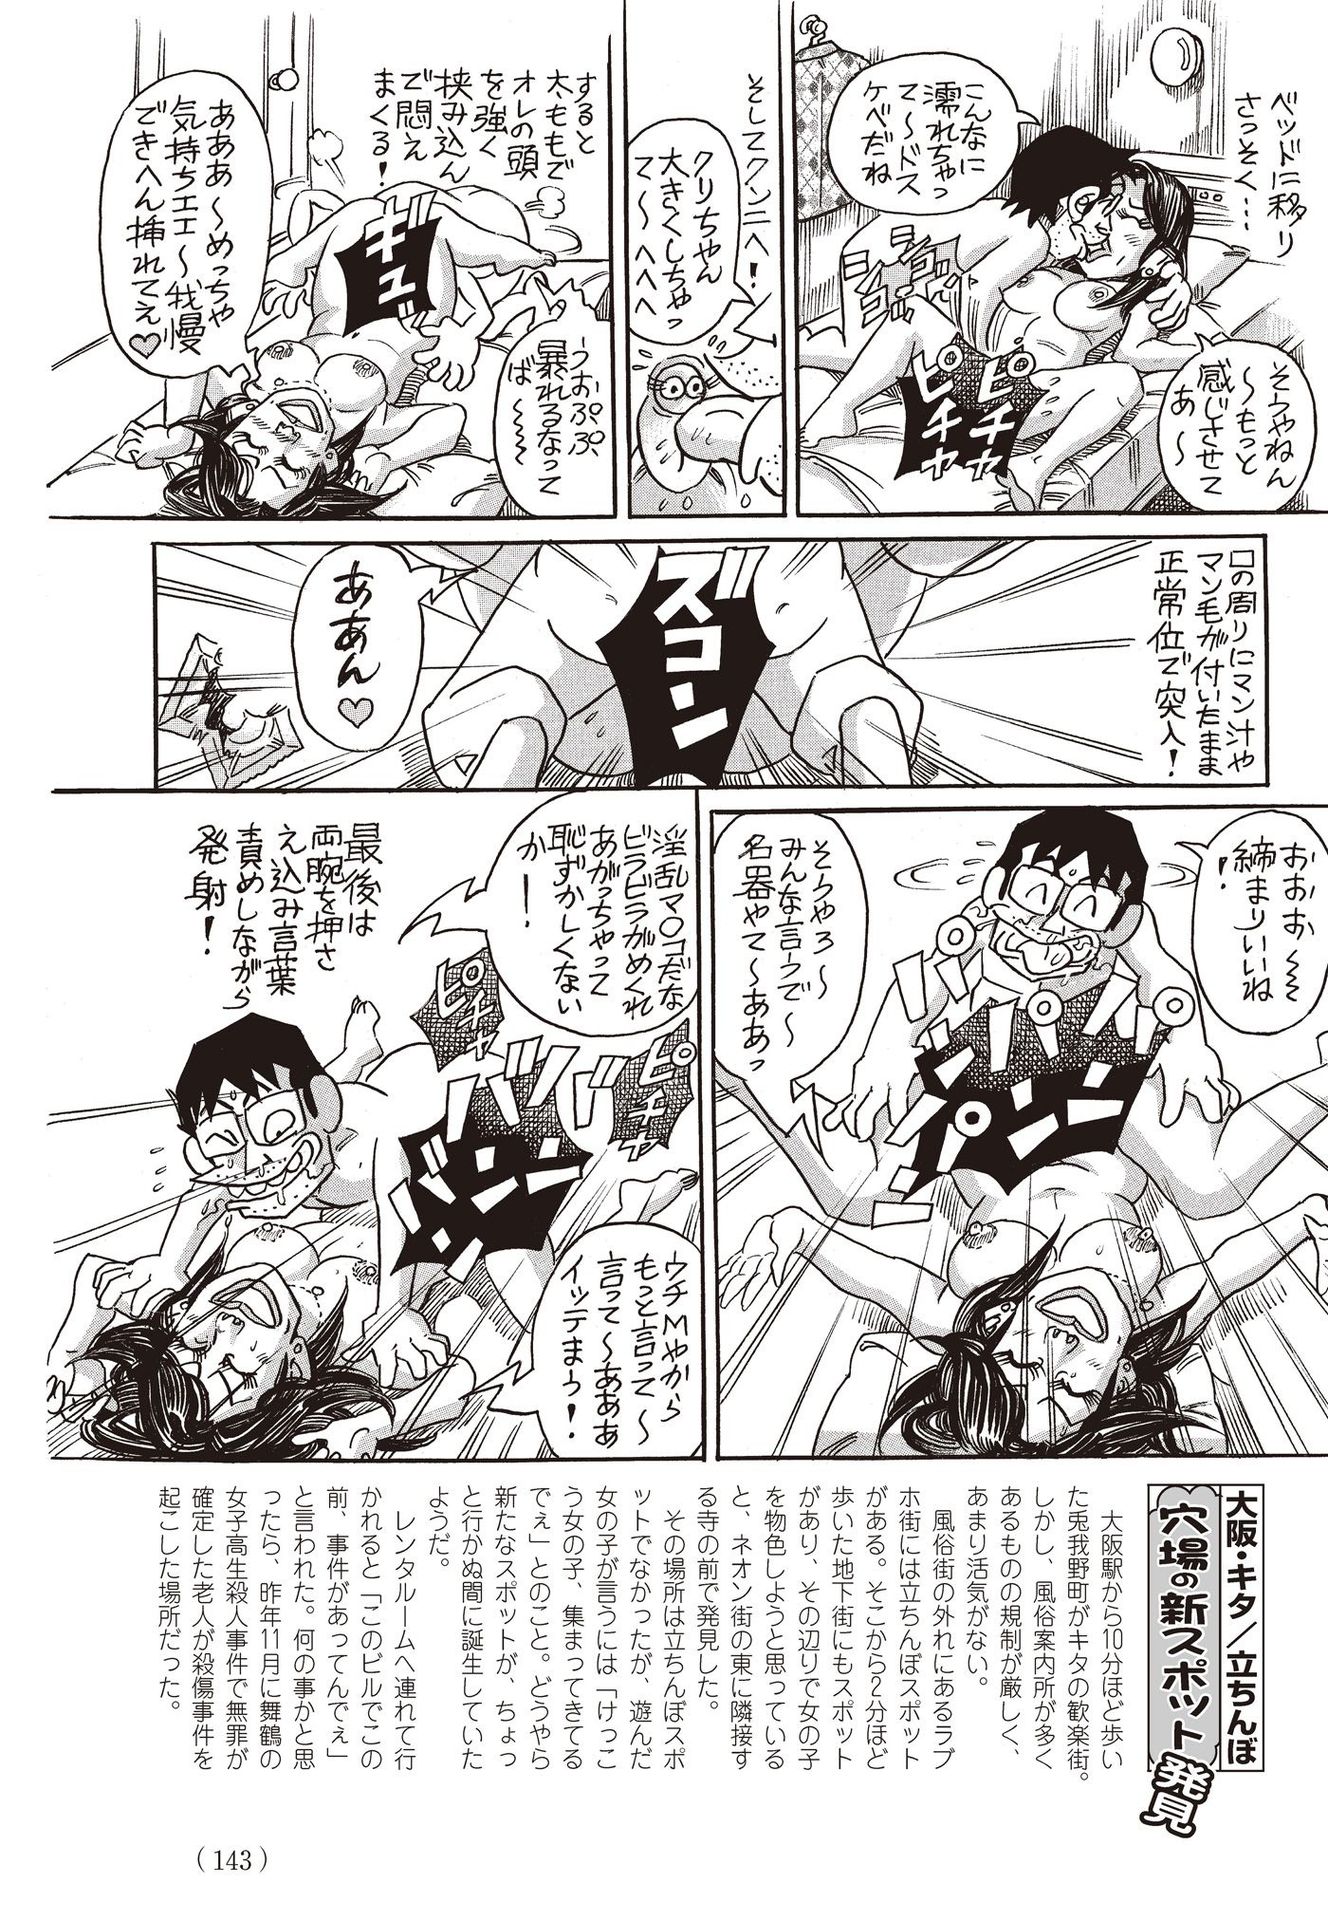 ベッドに移り
さっそく…
こんなに
濡れちゃっ
て〜ドス
ケベだね
そうやねん
〜もっと
感じさせて
あ〜
ピチャ
ピチャ
そしてクンニへ!
クリちゃん
大きくしちゃっ
て〜へへへ
すると
太ももで
オレの頭
を強く
挟み込ん
で悶え
まくる!
ギュ
うおぷぷぷ
暴れるなって
ば〜〜
あああ〜めっちゃ
気持ちエエ〜我慢
できへん挿れてえ♡
口の周りにマン汁や
マン毛が付いたまま
正常位で突入!
ズコン
ああん♡
おおお〜
締まりいいね
!
パンパンパン
そうやろ〜
みんな言うで〜
名器やて〜ああっ
淫乱マ○コだな
ビラビラがめくれ
あがっちゃって
恥ずかしくない
か!
ピチャ
ピチャ
バンバン
ウチMやから
もっと言って〜
言って〜あああ
イッテまう!
最後は
両腕を押さ
え込み言葉
責めしながら
発射!
大阪・キタ/立ちんぼ
穴場の新スポット発見
大阪駅から10分ほど歩い
た兎我野町がキタの歓楽街。
しかし、風俗案内所が多く
あるものの規制が厳しく、
あまり活気がない。
風俗街の外れにあるラブ
ホ街には立ちんぼスポット
がある。そこから2分ほど
歩いた地下街にもスポット
があり、その辺りで女の子
を物色しようと思っている
と、ネオン街の東に隣接す
る寺の前で発見した。
その場所は立ちんぼスポ
ットでなかったが、遊んだ
女の子が言うには「けっこ
う女の子、集まってきてる
でぇ」とのこと。どうやら
新たなスポットが、ちょっ
と行かぬ間に誕生していた
ようだ。
レンタルームへ連れて行
かれると「このビルでこの
前、事件があってんでぇ」
と言われた。何の事かと思
ったら、昨年11月に舞鶴の
女子高生殺人事件で無罪が
確定した老人が殺傷事件を
起こした場所だった。
(143)